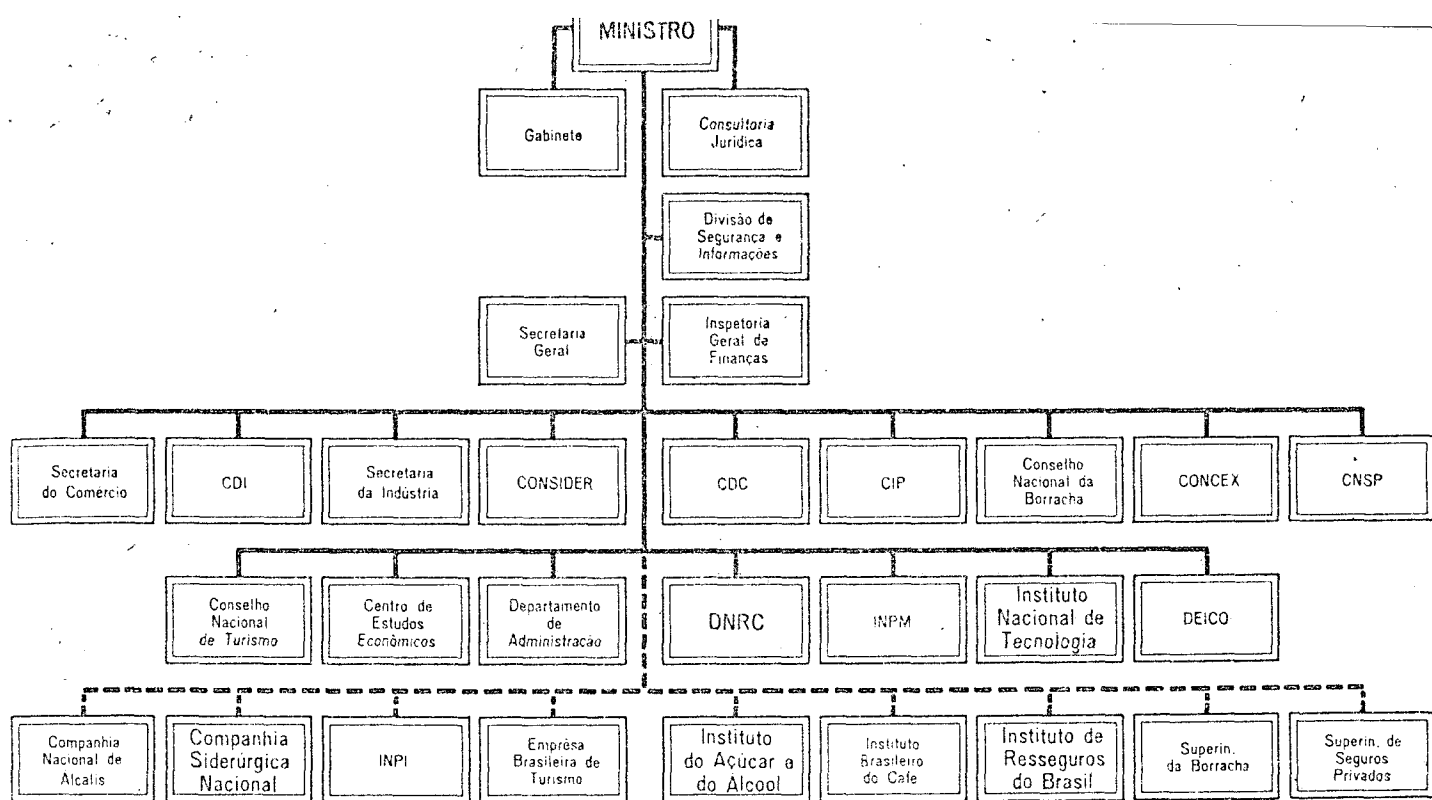 MINISTRO
Gabinete
Consultoria
Jurídica
Divisão de
Segurança e
Informações
Secretaria
Geral
Inspetoria
Geral de
Finanças
Secretaria
do Comércio
CDI
Secretaria
da Indústria
CONSIDER
CDC
CIP
Conselho
Nacional da
Borracha
CONCEX
CNSP
Conselho
Nacional
de Turismo
Centro de
Estudos
Econômicos
Departamento
de
Administração
DNRC
INPM
Instituto
Nacional de
Tecnologia
DEICO
Companhia
Nacional de
Alcalis
Companhia
Siderúrgica
Nacional
INPI
Emprêsa
Brasileira de
Turismo
Instituto
do Açúcar e
do Álcool
Instituto
Brasileiro
do Cafe
Instituto de
Resseguros
do Brasil
Superin.
da Borracha
Superin. de
Seguros
Privados